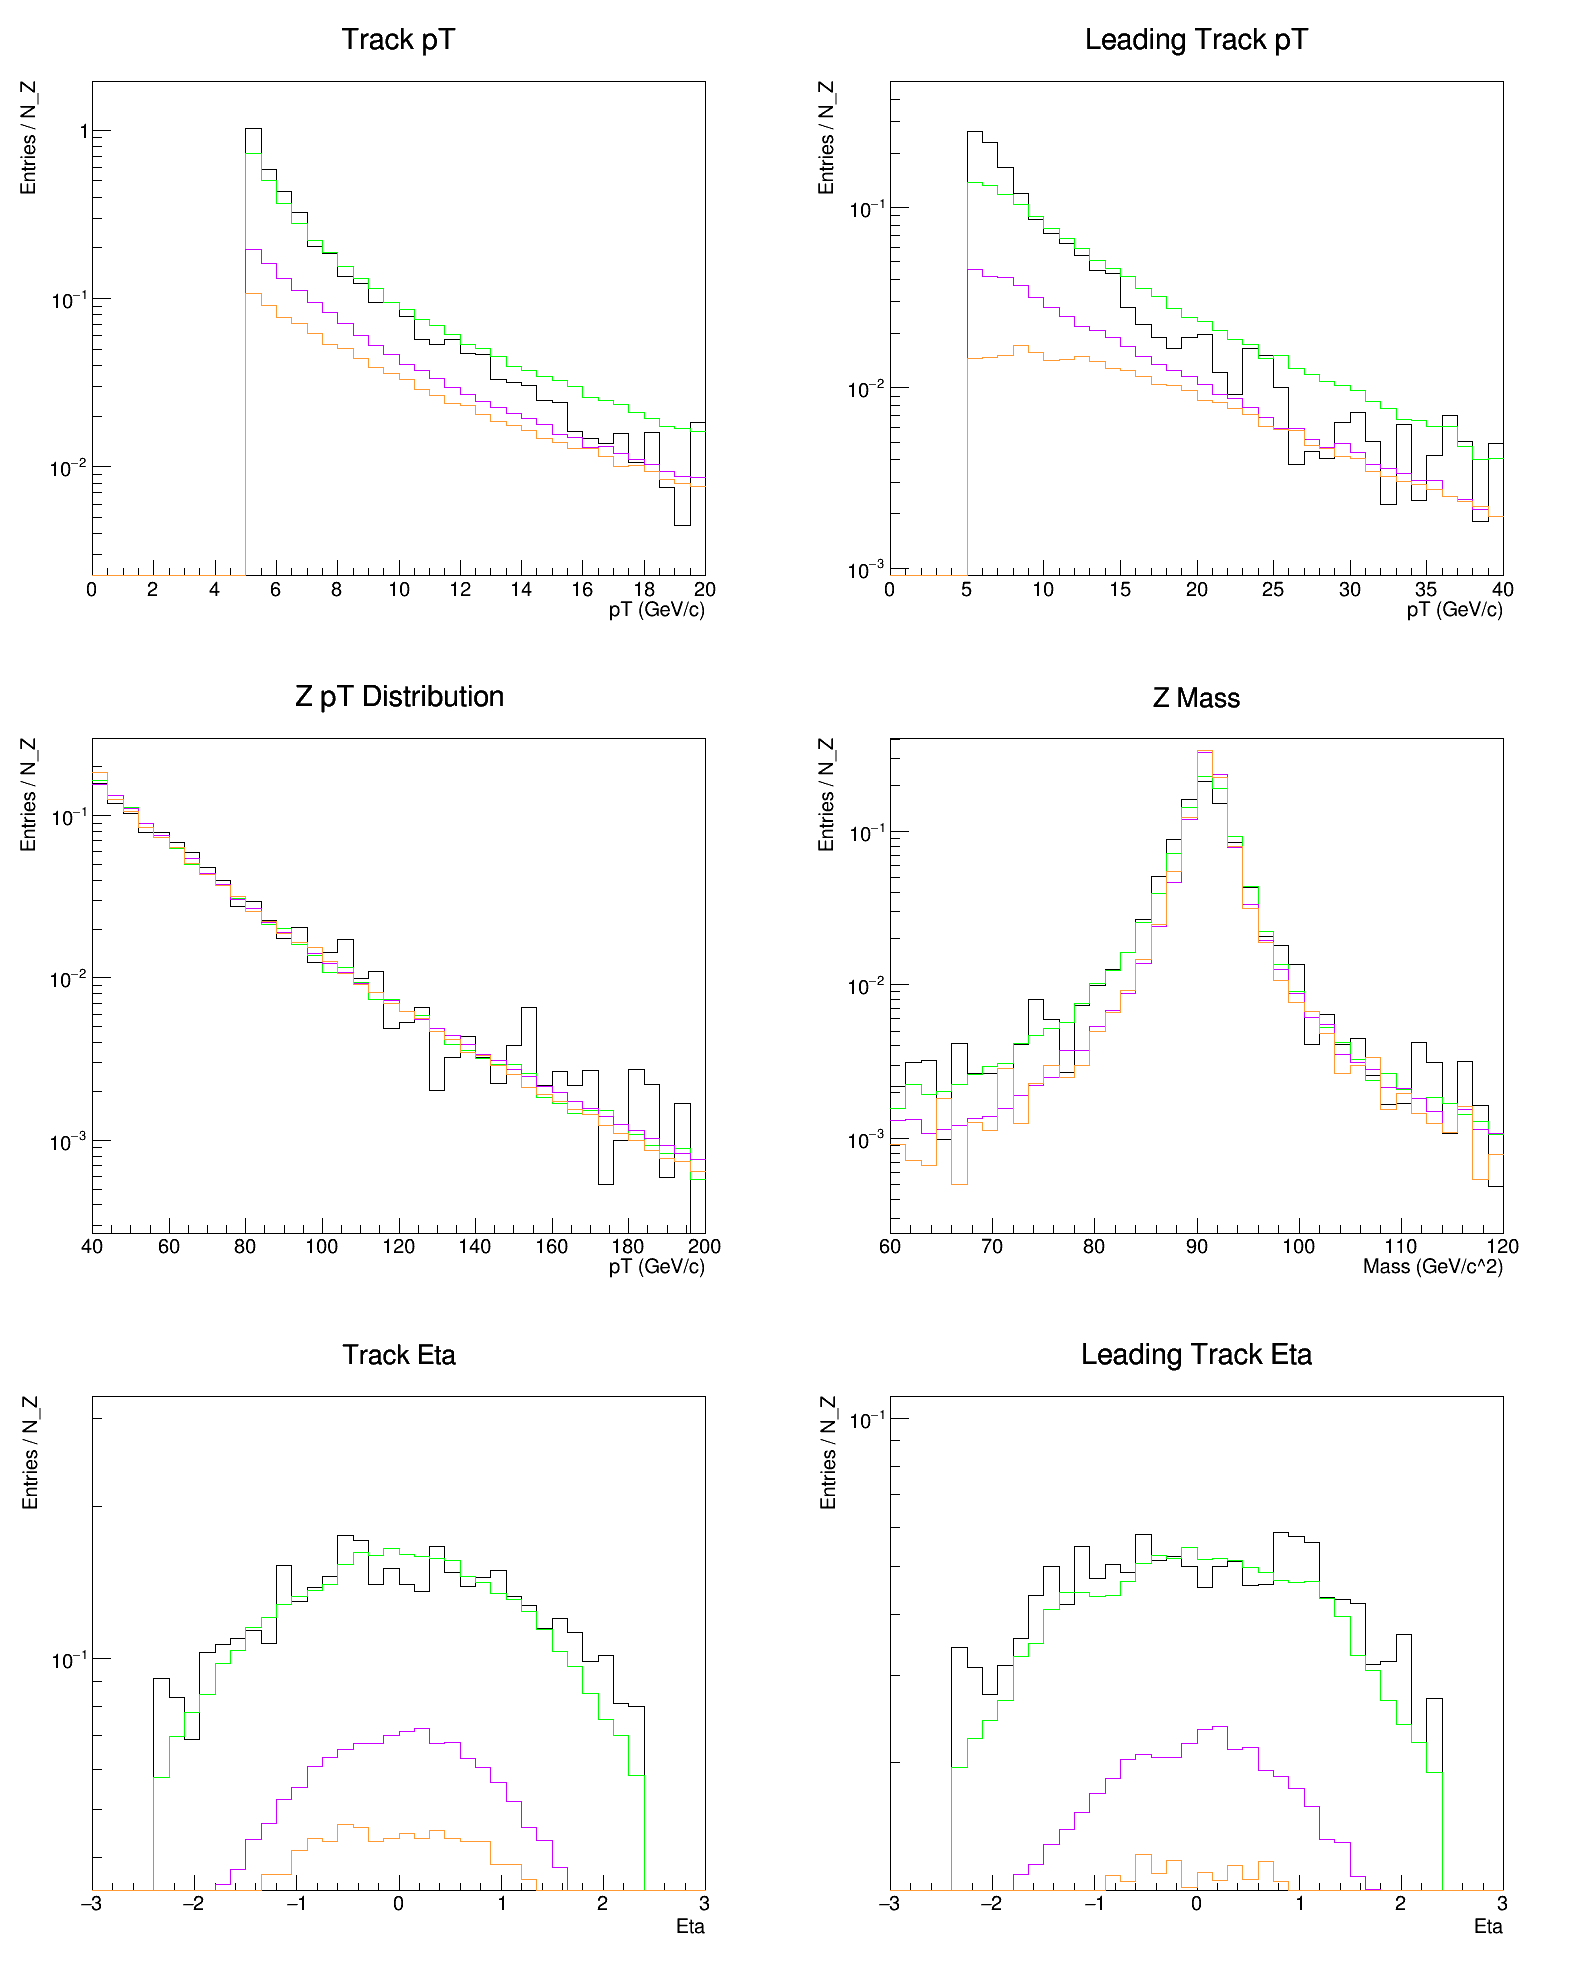 Track pT
Entries / N_Z
1
10−1
10−2
0 2 4 6 8 10 12 14 16 18 20
pT (GeV/c)
Leading Track pT
Entries / N_Z
10−1
10−2
10−3
0 5 10 15 20 25 30 35 40
pT (GeV/c)
Z pT Distribution
Entries / N_Z
10−1
10−2
10−3
40 60 80 100 120 140 160 180 200
pT (GeV/c)
Z Mass
Entries / N_Z
10−1
10−2
10−3
60 70 80 90 100 110 120
Mass (GeV/c^2)
Track Eta
Entries / N_Z
10−1
−3 −2 −1 0 1 2 3
Eta
Leading Track Eta
Entries / N_Z
10−1
−3 −2 −1 0 1 2 3
Eta